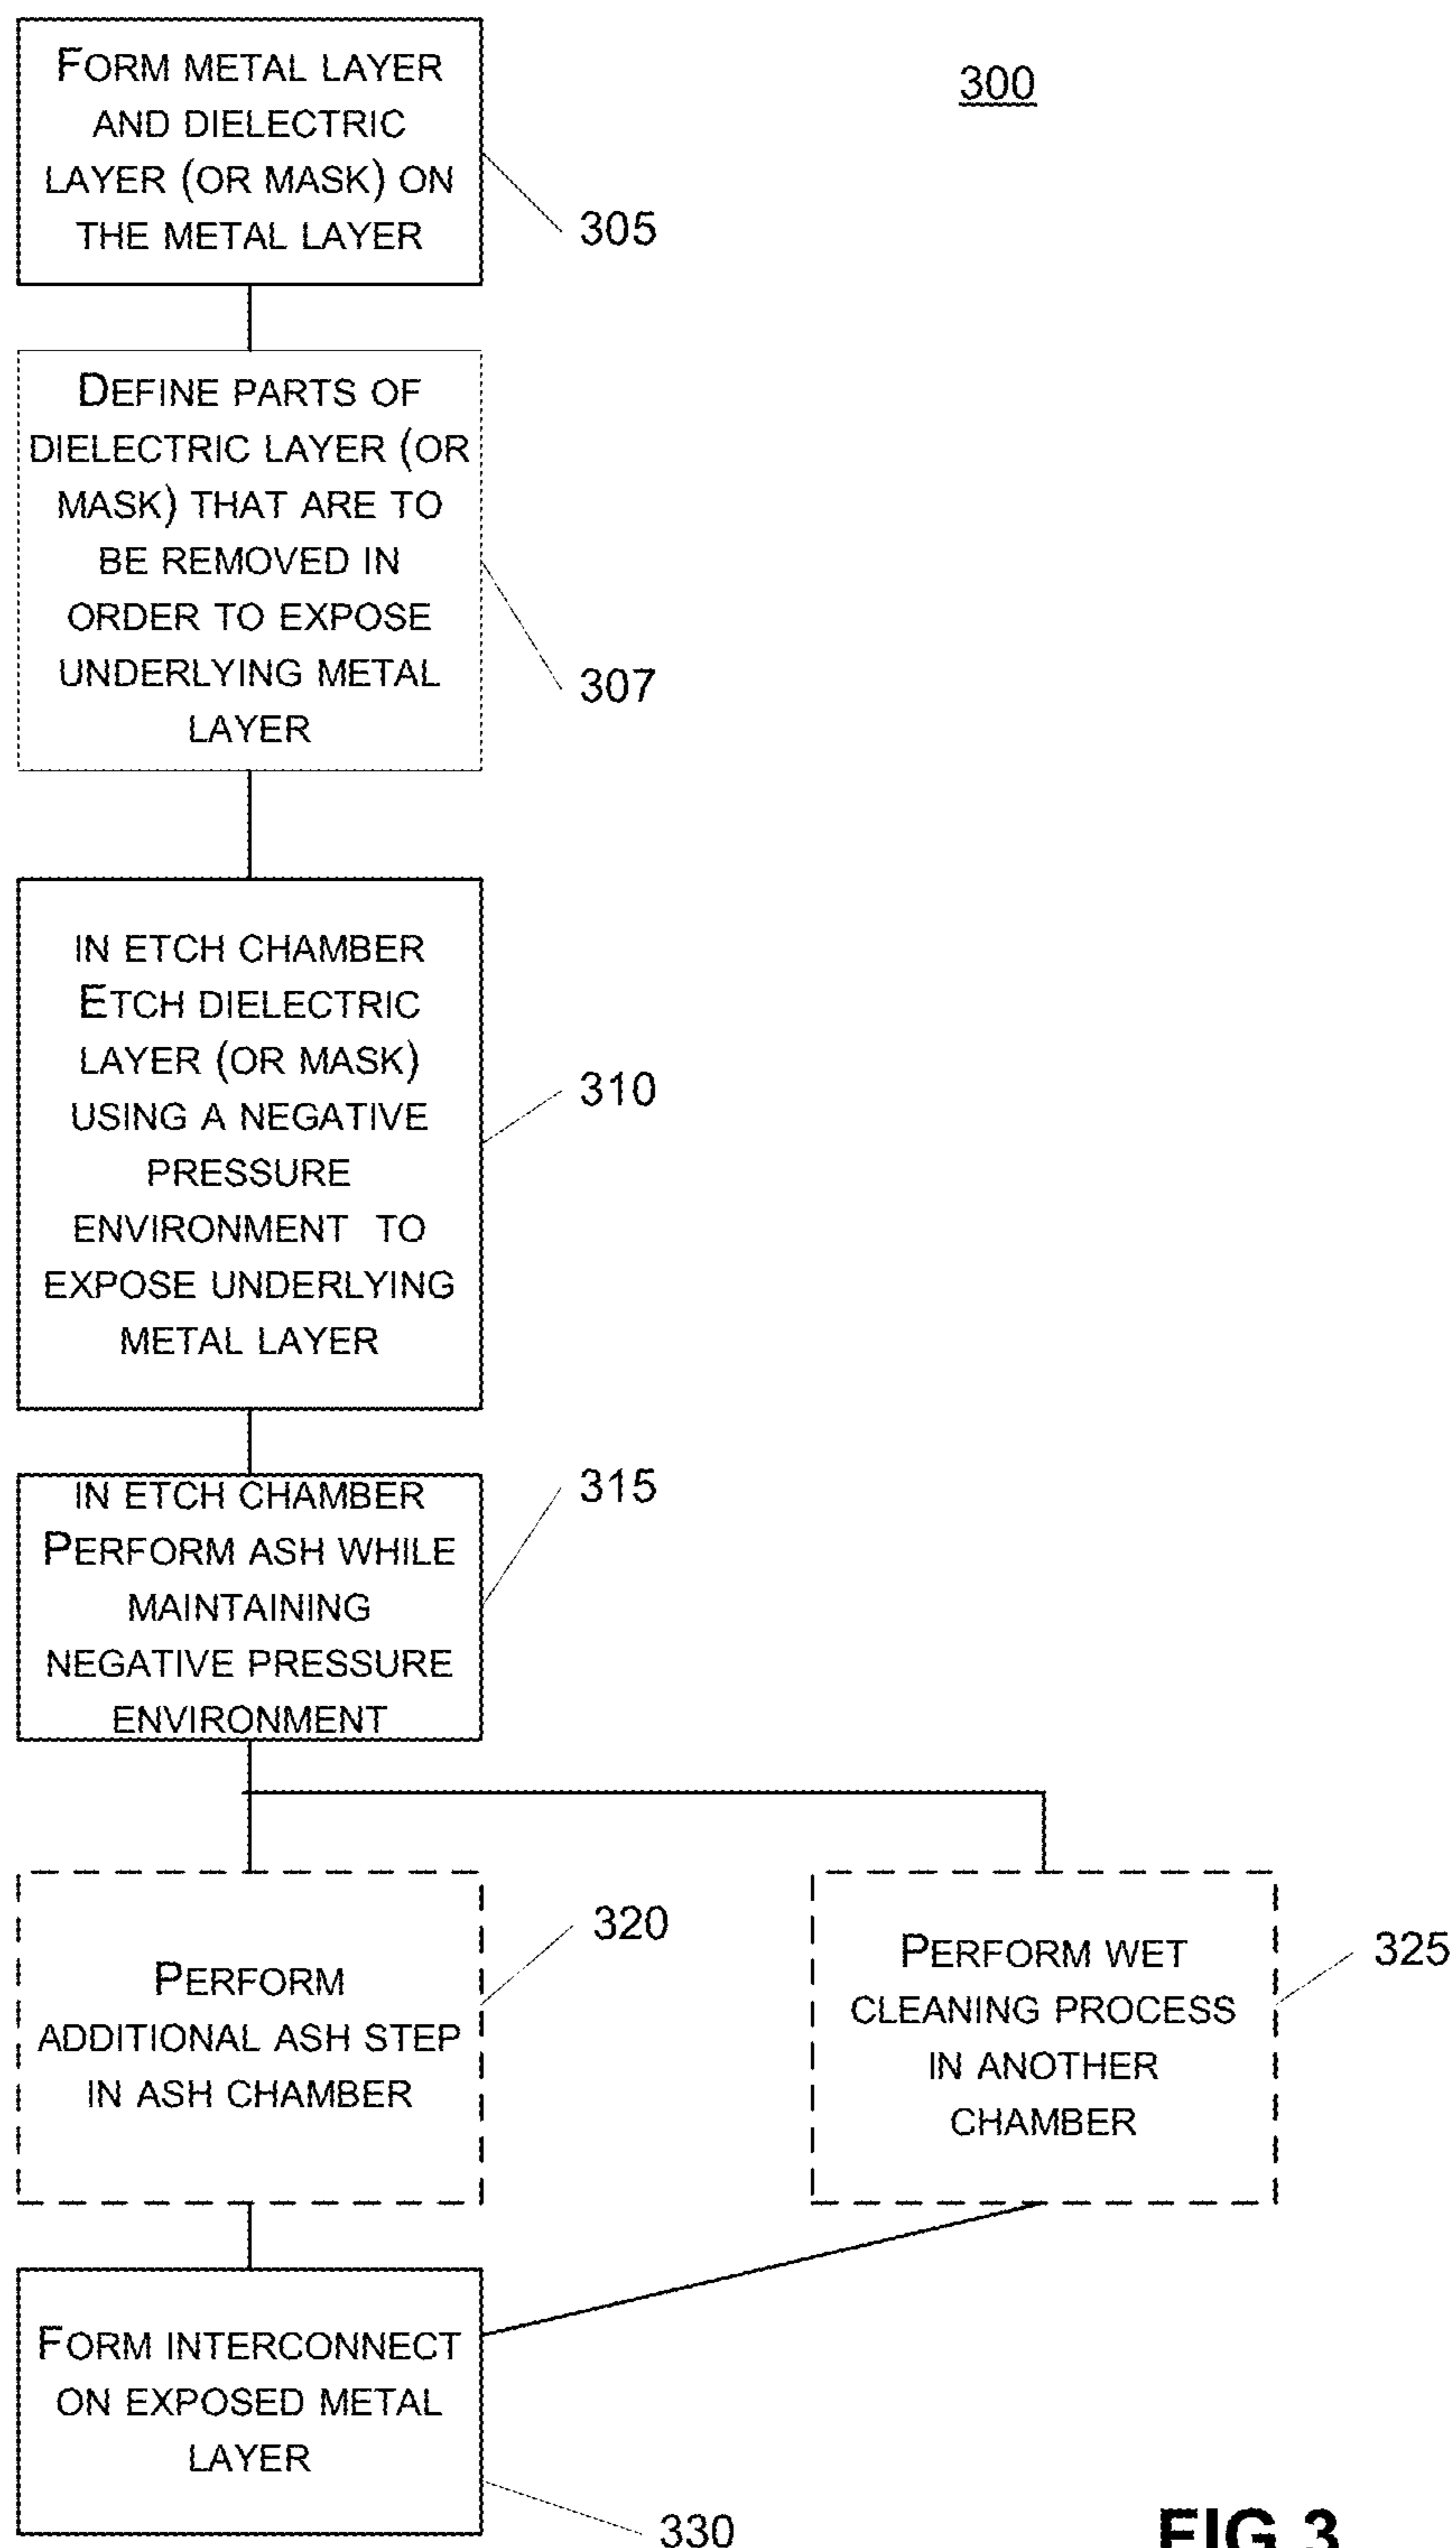 FORM METAL LAYER
AND DIELECTRIC
LAYER (OR MASK) ON
THE METAL LAYER
300
305
DEFINE PARTS OF
DIELECTRIC LAYER (OR
MASK) THAT ARE TO
BE REMOVED IN
ORDER TO EXPOSE
UNDERLYING METAL
LAYER
307
IN ETCH CHAMBER
ETCH DIELECTRIC
LAYER (OR MASK)
USING A NEGATIVE
PRESSURE
ENVIRONMENT TO
EXPOSE UNDERLYING
METAL LAYER
310
IN ETCH CHAMBER
PERFORM ASH WHILE
MAINTAINING
NEGATIVE PRESSURE
ENVIRONMENT
315
PERFORM
ADDITIONAL ASH STEP
IN ASH CHAMBER
320
PERFORM WET
CLEANING PROCESS
IN ANOTHER
CHAMBER
325
FORM INTERCONNECT
ON EXPOSED METAL
LAYER
330
FIG.3